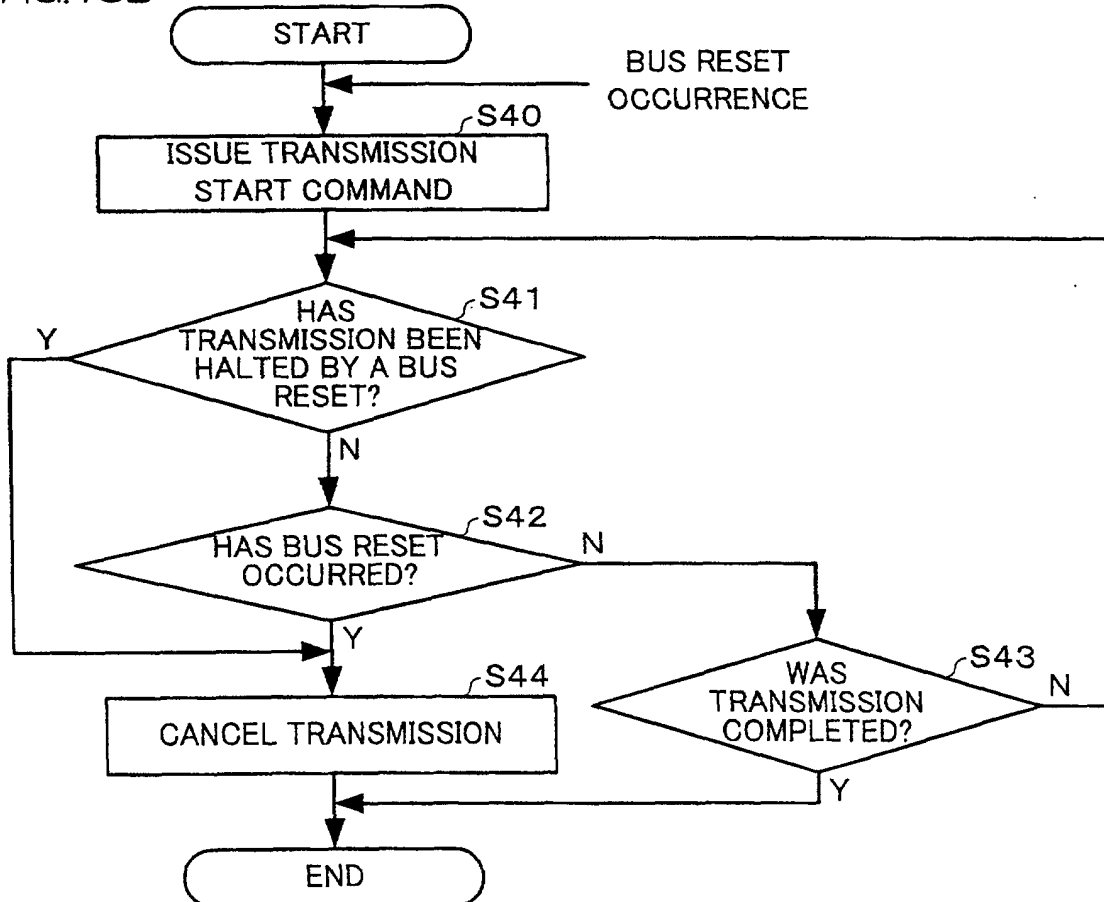 START
BUS RESET
OCCURRENCE
S40
ISSUE TRANSMISSION
START COMMAND
S41
HAS
TRANSMISSION BEEN
HALTED BY A BUS
RESET?
Y
N
S42
HAS BUS RESET
OCCURRED?
N
Y
S43
WAS
TRANSMISSION
COMPLETED?
N
Y
S44
CANCEL TRANSMISSION
END